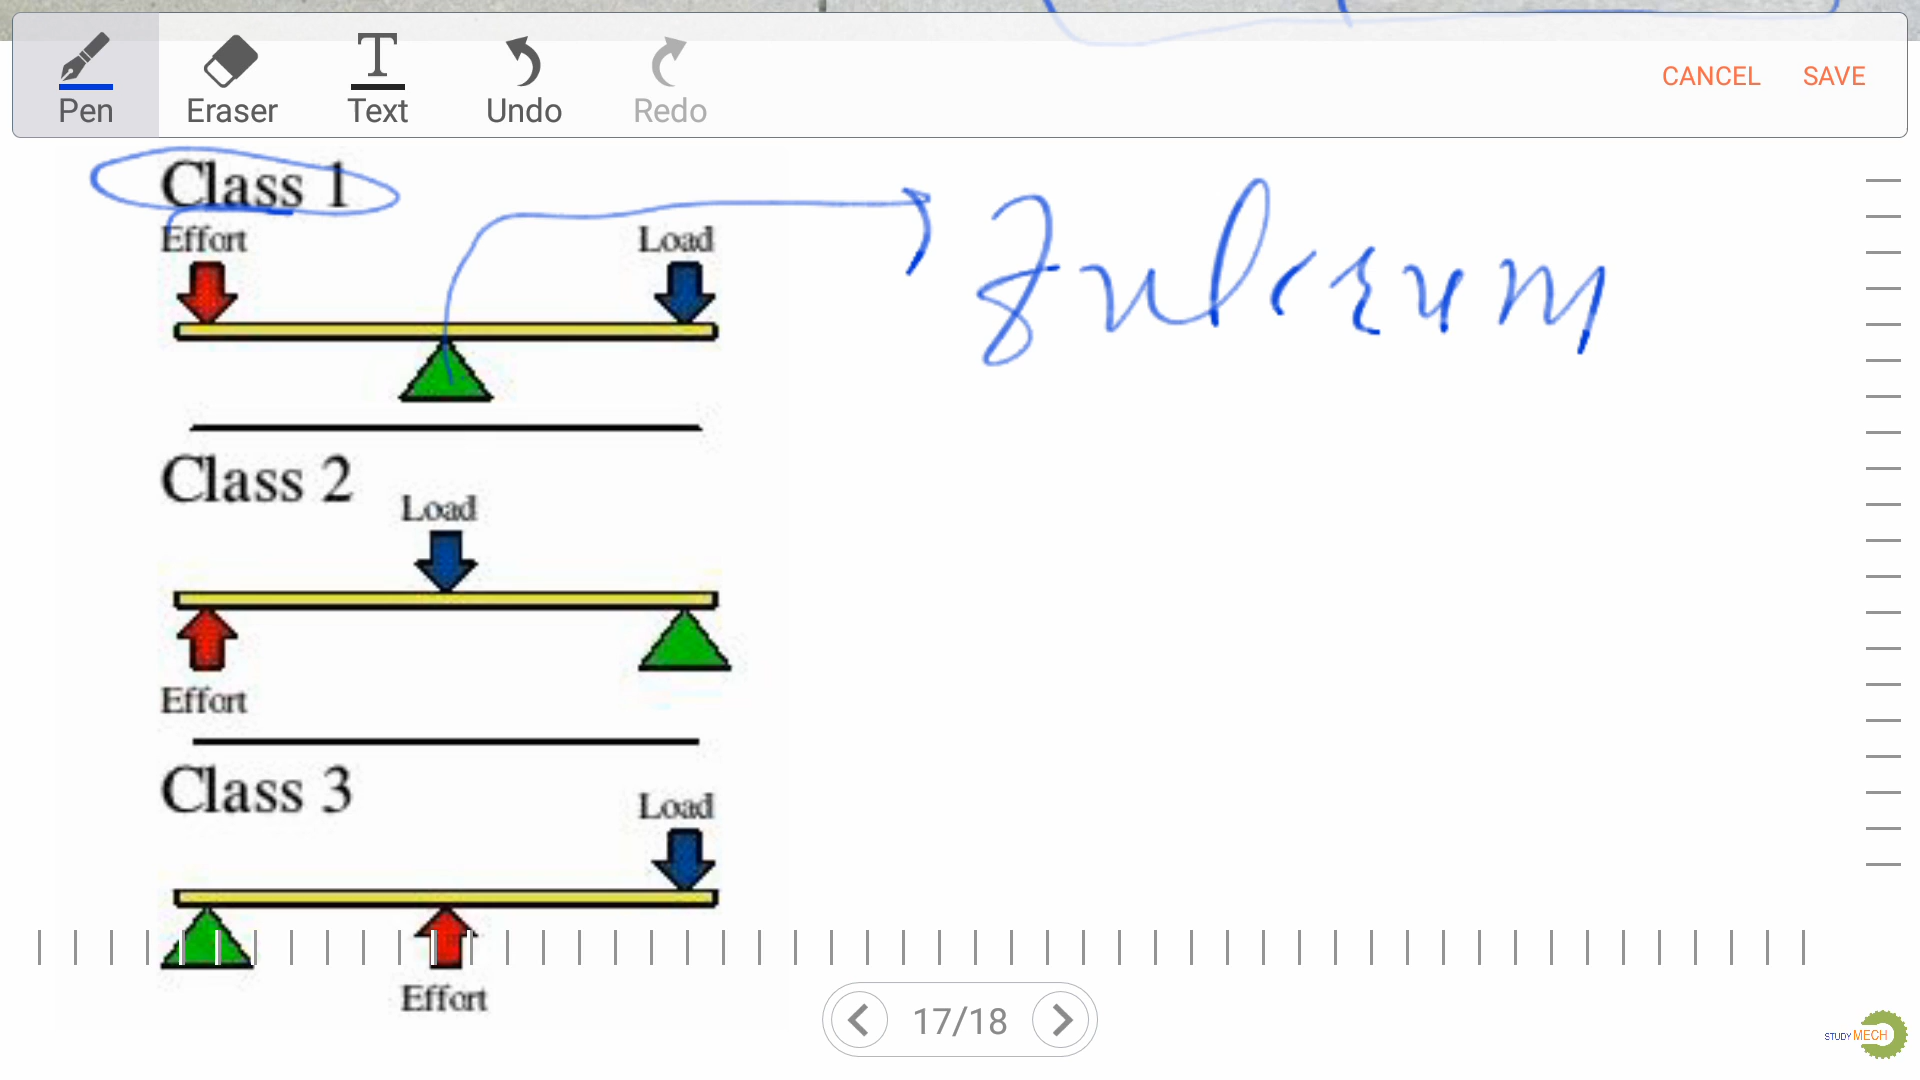 Pen Eraser Text Undo Redo CANCEL SAVE
Class 1
Effort Load
Fulcrum
Class 2
Load
Effort
Class 3
Load
Effort
17/18
STUDY MECH